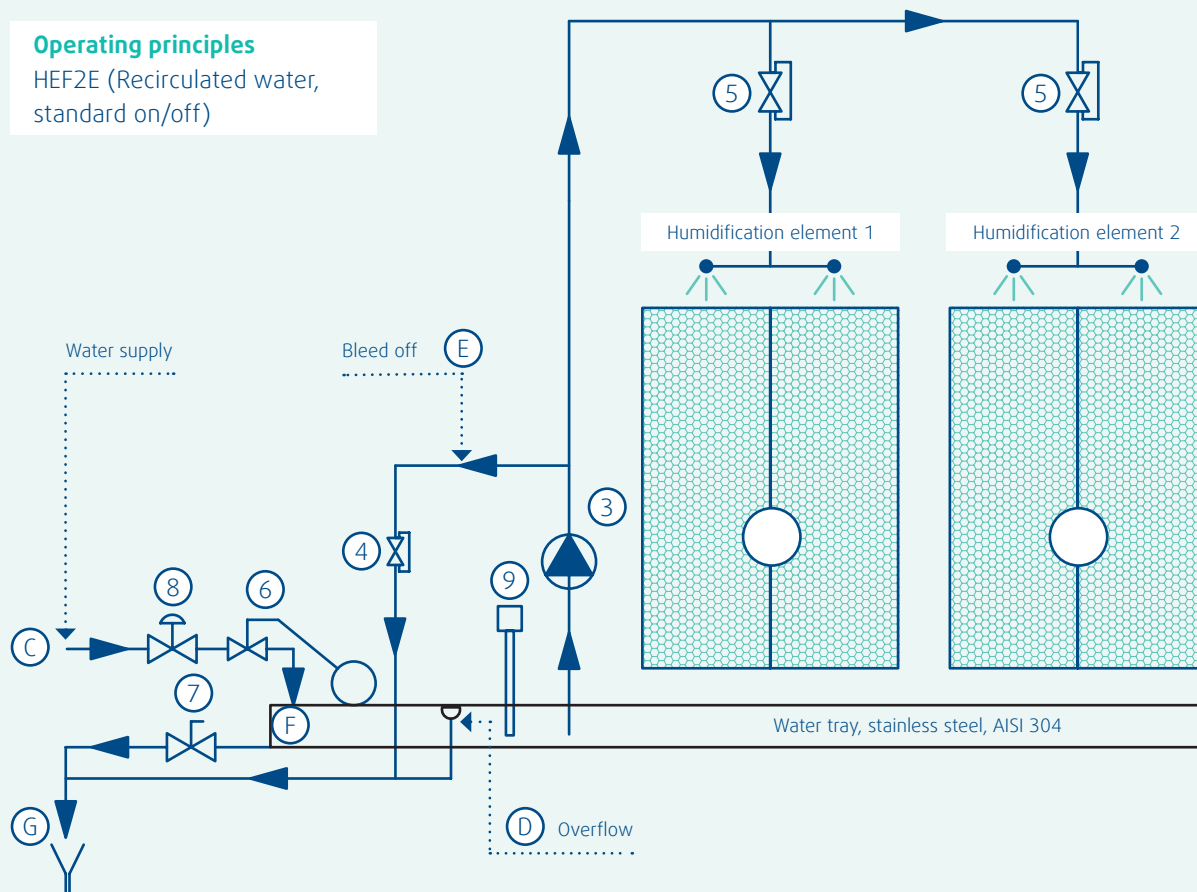 Operating principles
HEF2E (Recirculated water,
standard on/off)
5
5
Humidification element 1
Humidification element 2
Water supply
Bleed off
E
3
4
9
8
6
C
7
F
Water tray, stainless steel, AISI 304
G
D
Overflow